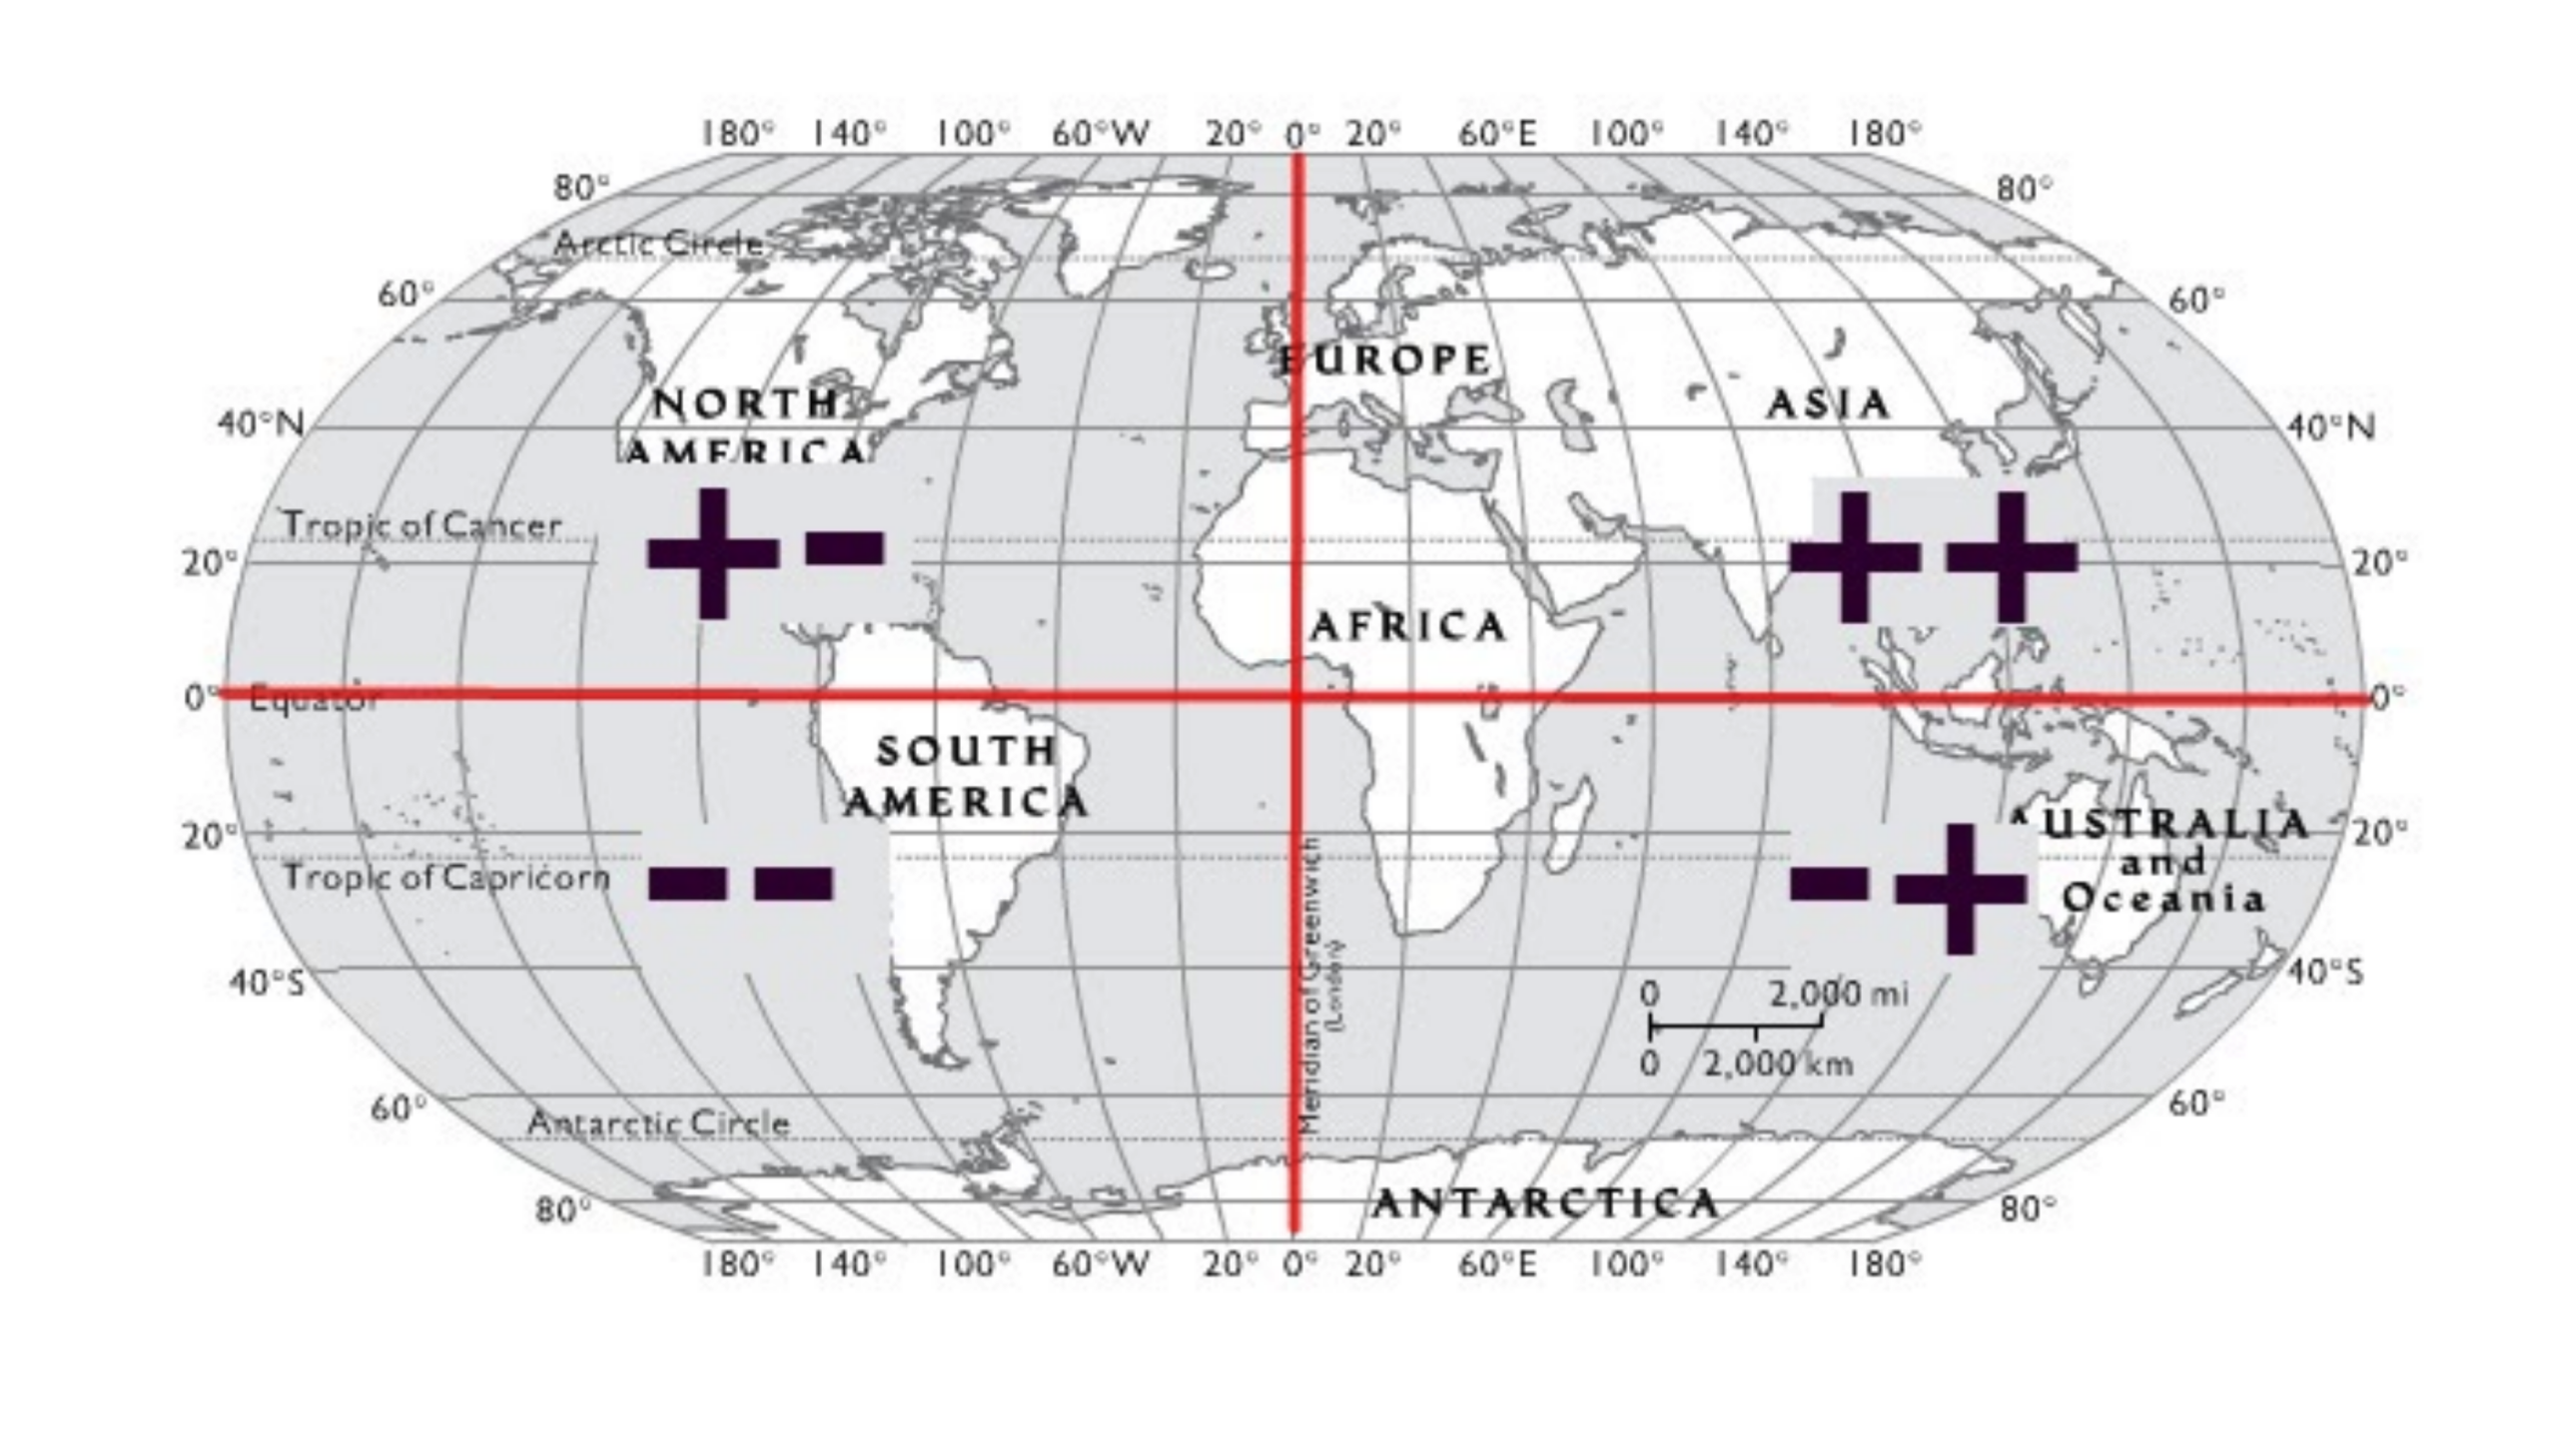 180° 140° 100° 60°W 20° 0° 20° 60°E 100° 140° 180°
80° 80°
Arctic Circle
60° 60°
EUROPE
NORTH
AMERICA
ASIA
40°N 40°N
Tropic of Cancer
+ - + +
20° 20°
AFRICA
0° Equator 0°
SOUTH
AMERICA
AUSTRALIA
and
Oceania
20° 20°
Tropic of Capricorn
- - - +
40°S 40°S
Meridian of Greenwich
(London)
0 2,000 mi
0 2,000 km
60° 60°
Antarctic Circle
ANTARCTICA
80° 80°
180° 140° 100° 60°W 20° 0° 20° 60°E 100° 140° 180°